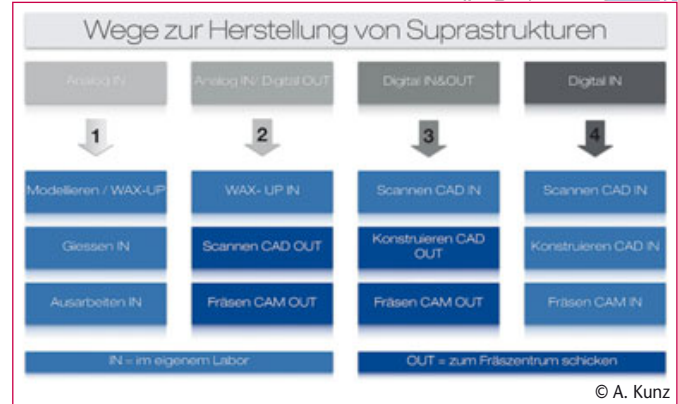 Wege zur Herstellung von Suprastrukturen
Analog IN
Analog IN/ Digital OUT
Digital IN&OUT
Digital IN
1
2
3
4
Modellieren / WAX-UP
WAX- UP IN
Scannen CAD IN
Scannen CAD IN
Giessen IN
Scannen CAD OUT
Konstruieren CAD
OUT
Konstruieren CAD IN
Ausarbeiten IN
Fräsen CAM OUT
Fräsen CAM OUT
Fräsen CAM IN
IN = im eigenem Labor
OUT = zum Fräszentrum schicken
© A. Kunz